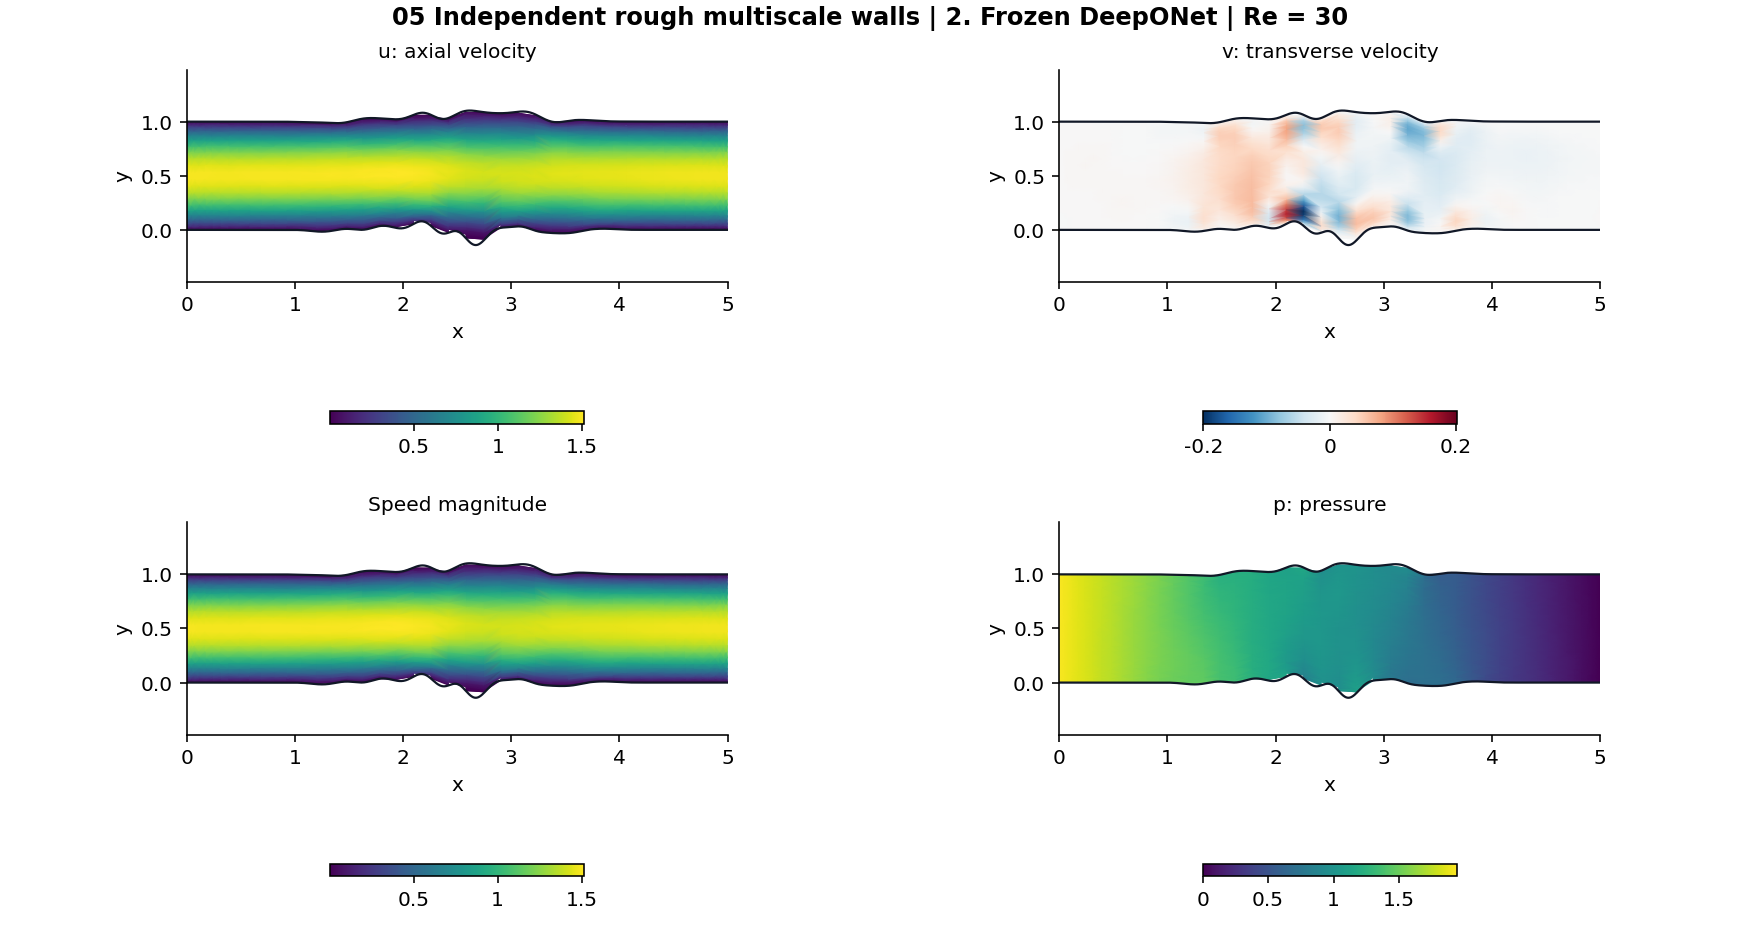 05 Independent rough multiscale walls | 2. Frozen DeepONet | Re = 30
u: axial velocity
y
1.0
0.5
0.0
0 1 2 3 4 5
x
0.5 1 1.5
v: transverse velocity
y
1.0
0.5
0.0
0 1 2 3 4 5
x
-0.2 0 0.2
Speed magnitude
y
1.0
0.5
0.0
0 1 2 3 4 5
x
0.5 1 1.5
p: pressure
y
1.0
0.5
0.0
0 1 2 3 4 5
x
0 0.5 1 1.5